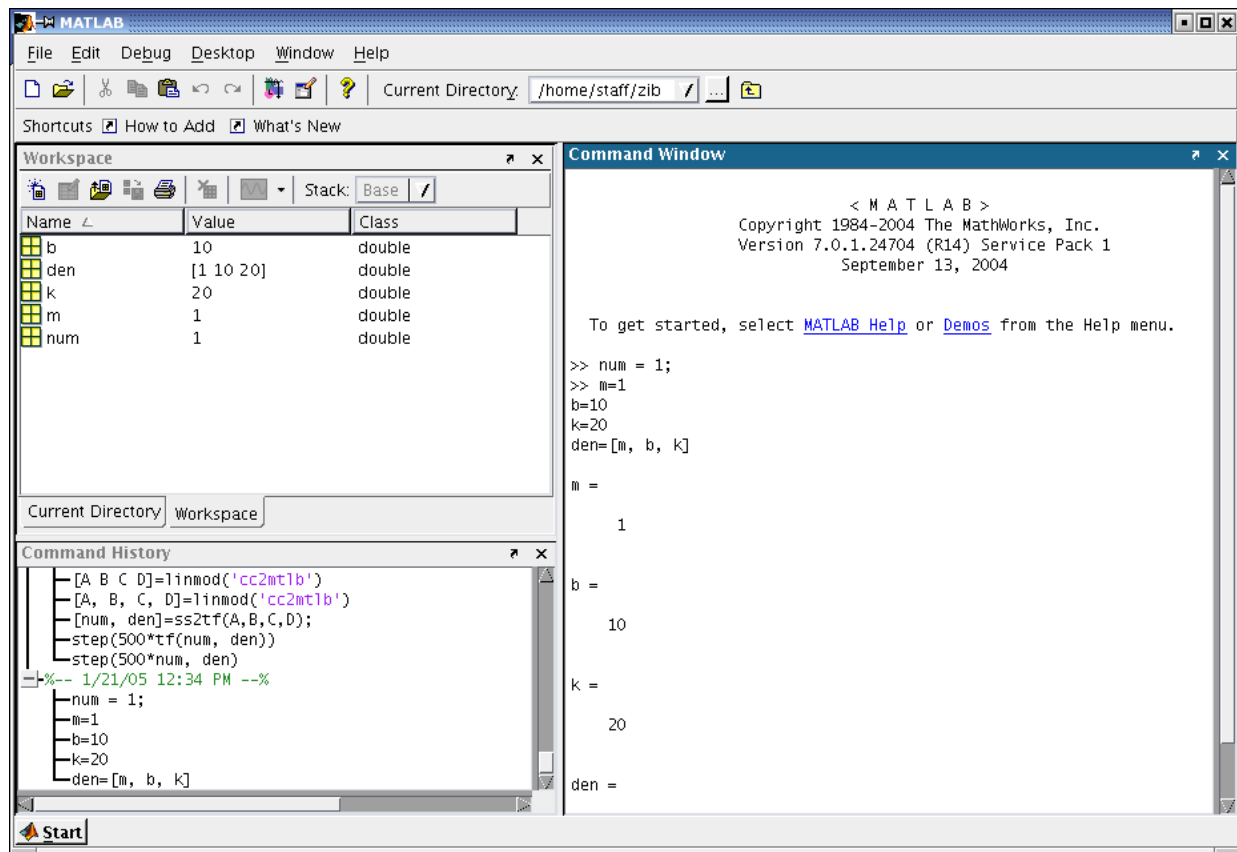 MATLAB
File Edit Debug Desktop Window Help
Current Directory: /home/staff/zib ...
Shortcuts How to Add What's New
Workspace
Stack: Base
Name Value Class
b 10 double
den [1 10 20] double
k 20 double
m 1 double
num 1 double
Current Directory Workspace
Command History
[A B C D]=linmod('cc2mtlb')
[A, B, C, D]=linmod('cc2mtlb')
[num, den]=ss2tf(A,B,C,D);
step(500*tf(num, den))
step(500*num, den)
%-- 1/21/05 12:34 PM --%
num = 1;
m=1
b=10
k=20
den=[m, b, k]
Command Window
< M A T L A B >
Copyright 1984-2004 The MathWorks, Inc.
Version 7.0.1.24704 (R14) Service Pack 1
September 13, 2004
To get started, select MATLAB Help or Demos from the Help menu.
>> num = 1;
>> m=1
b=10
k=20
den=[m, b, k]
m =
1
b =
10
k =
20
den =
Start